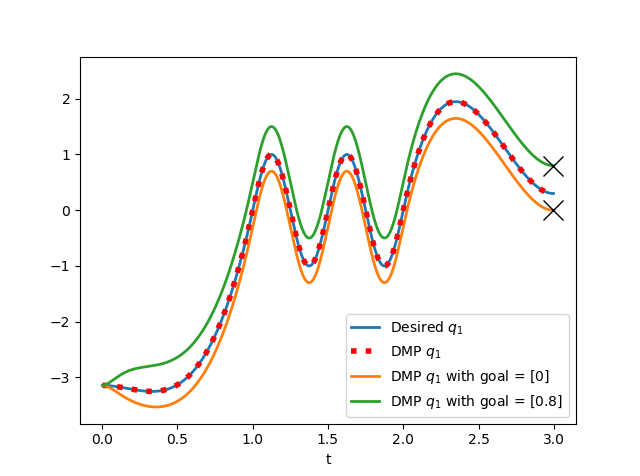 2
1
0
−1
−2
−3
0.0 0.5 1.0 1.5 2.0 2.5 3.0
t
Desired q₁
DMP q₁
DMP q₁ with goal = [0]
DMP q₁ with goal = [0.8]